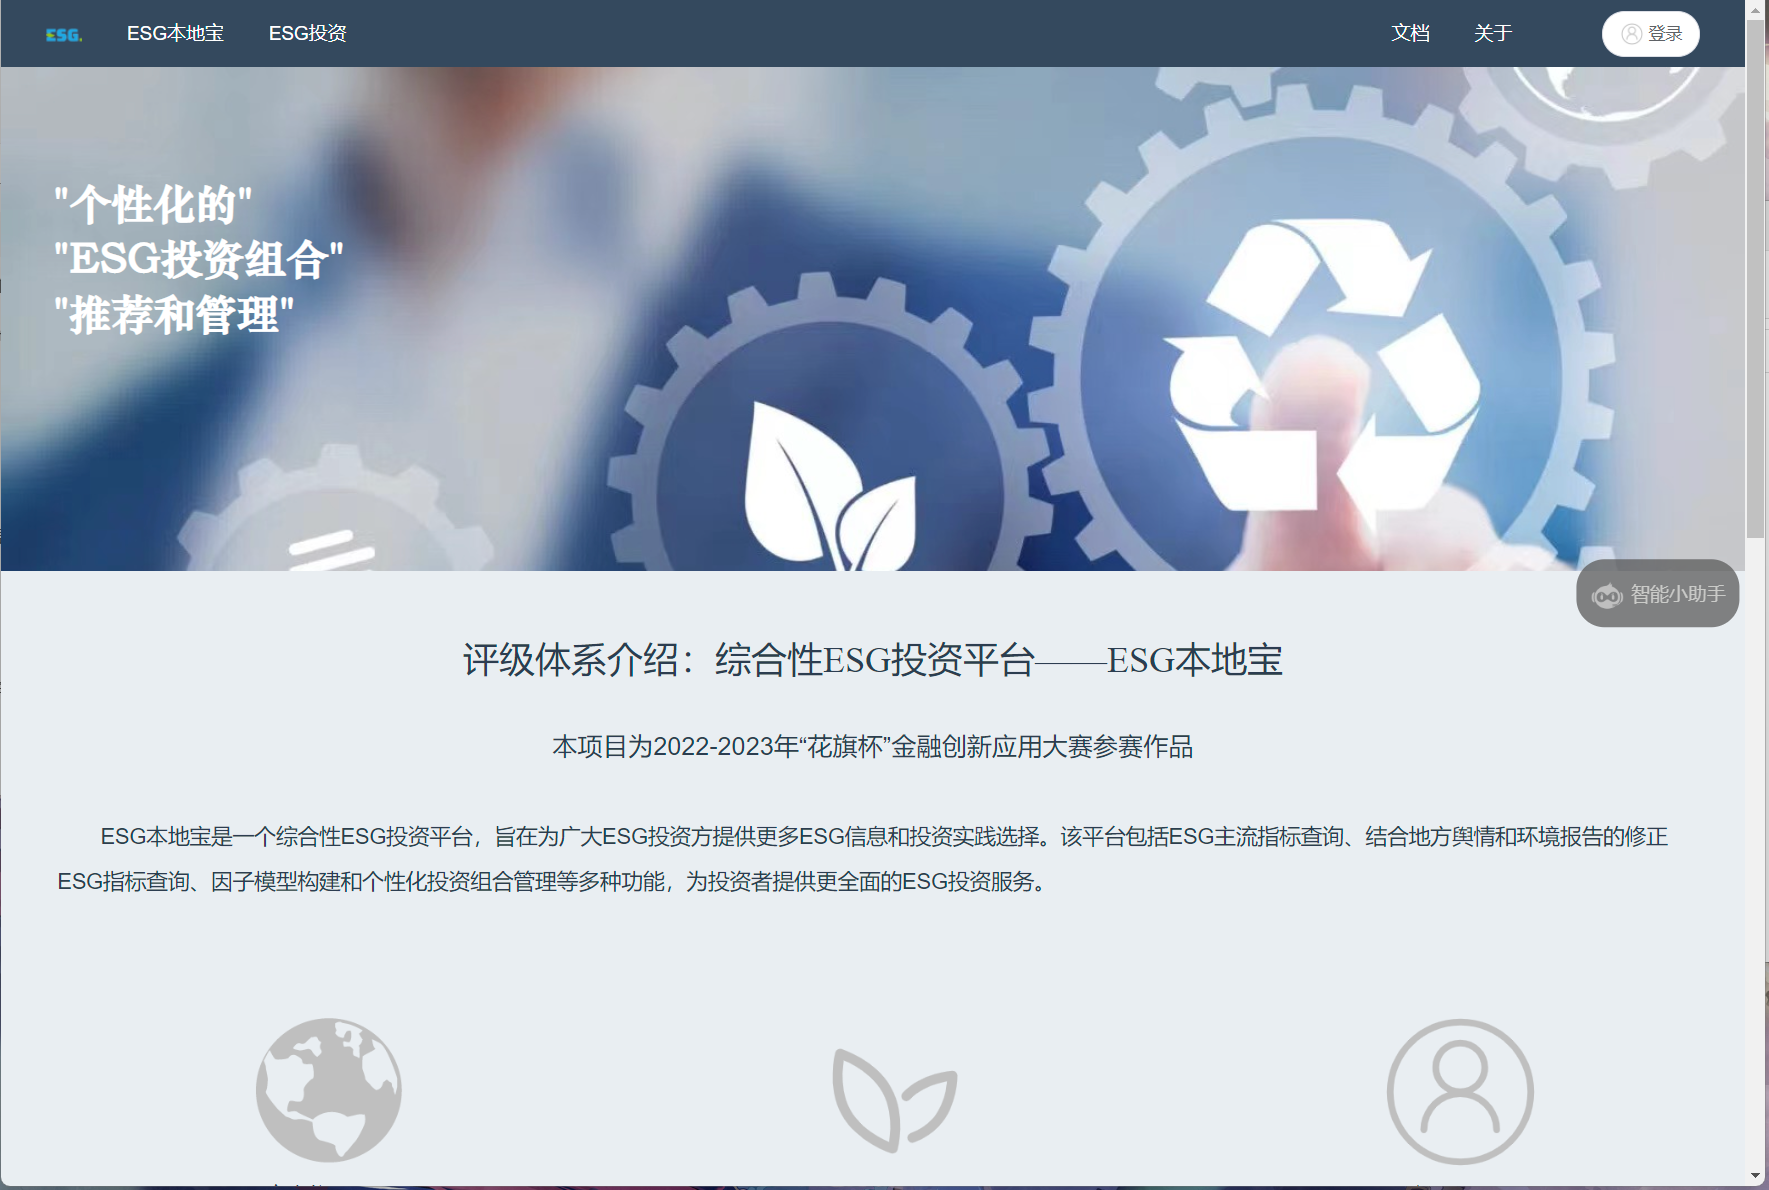 ESG.
ESG本地宝
ESG投资
文档
关于
登录
"个性化的"
"ESG投资组合"
"推荐和管理"
智能小助手
评级体系介绍：综合性ESG投资平台——ESG本地宝
本项目为2022-2023年“花旗杯”金融创新应用大赛参赛作品
ESG本地宝是一个综合性ESG投资平台，旨在为广大ESG投资方提供更多ESG信息和投资实践选择。该平台包括ESG主流指标查询、结合地方舆情和环境报告的修正
ESG指标查询、因子模型构建和个性化投资组合管理等多种功能，为投资者提供更全面的ESG投资服务。